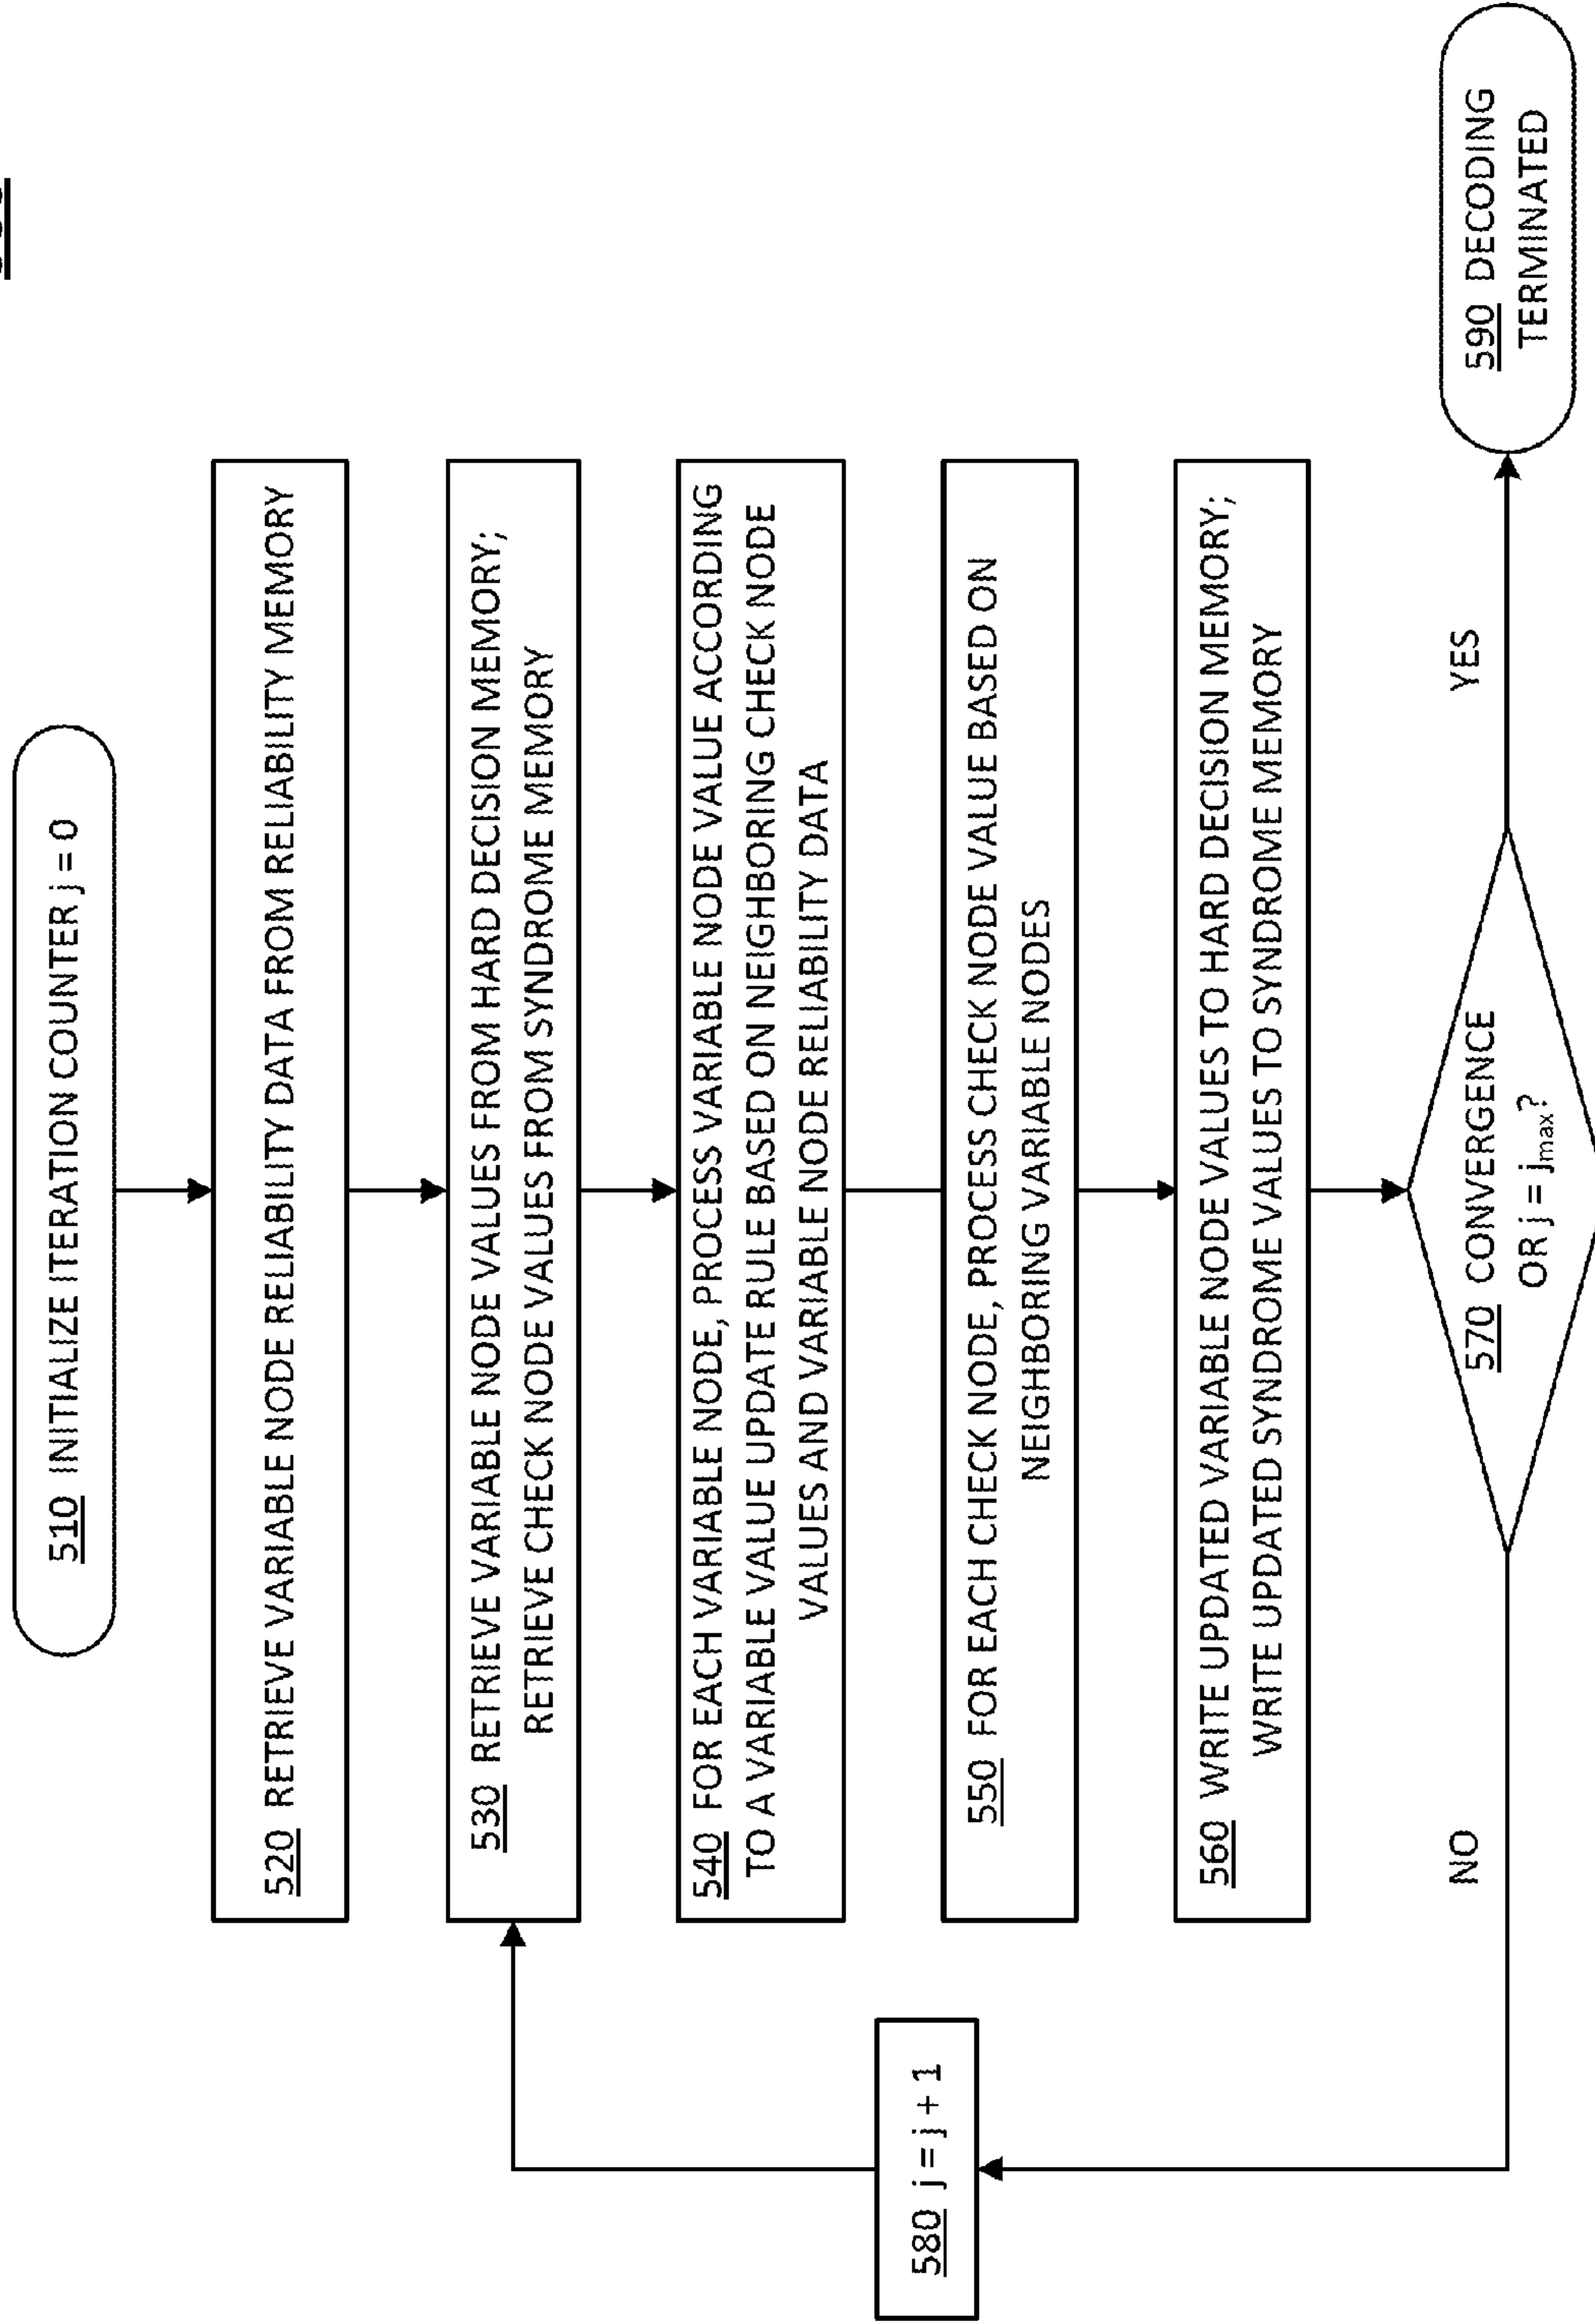 510 INITIALIZE ITERATION COUNTER j = 0
520 RETRIEVE VARIABLE NODE RELIABILITY DATA FROM RELIABILITY MEMORY
530 RETRIEVE VARIABLE NODE VALUES FROM HARD DECISION MEMORY;
RETRIEVE CHECK NODE VALUES FROM SYNDROME MEMORY
540 FOR EACH VARIABLE NODE, PROCESS VARIABLE NODE VALUE ACCORDING
TO A VARIABLE VALUE UPDATE RULE BASED ON NEIGHBORING CHECK NODE
VALUES AND VARIABLE NODE RELIABILITY DATA
550 FOR EACH CHECK NODE, PROCESS CHECK NODE VALUE BASED ON
NEIGHBORING VARIABLE NODES
560 WRITE UPDATED VARIABLE NODE VALUES TO HARD DECISION MEMORY;
WRITE UPDATED SYNDROME VALUES TO SYNDROME MEMORY
570 CONVERGENCE
OR j = jmax?
NO
580 j = j + 1
YES
590 DECODING
TERMINATED